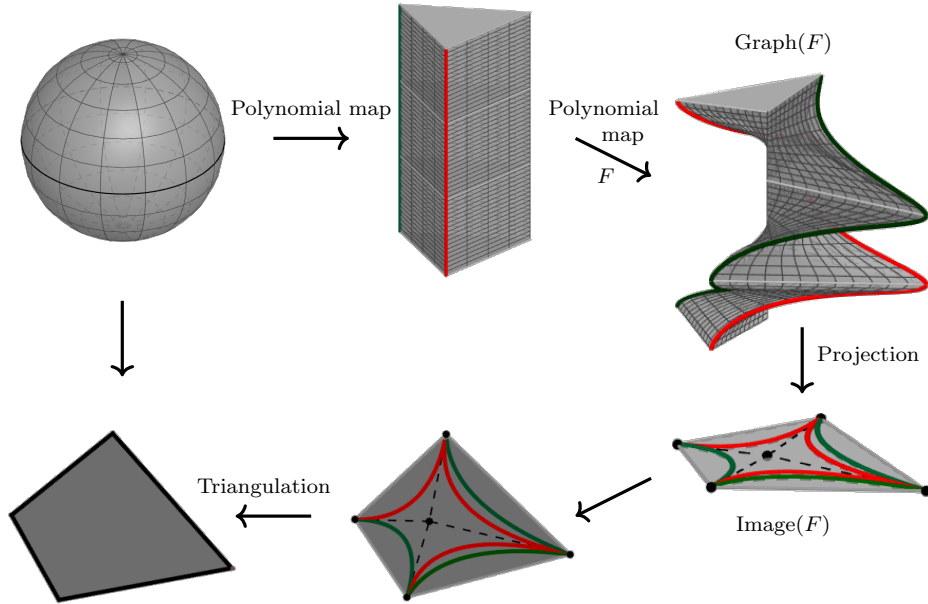 Graph(F)
Polynomial map
Polynomial
map
F
Projection
Triangulation
Image(F)